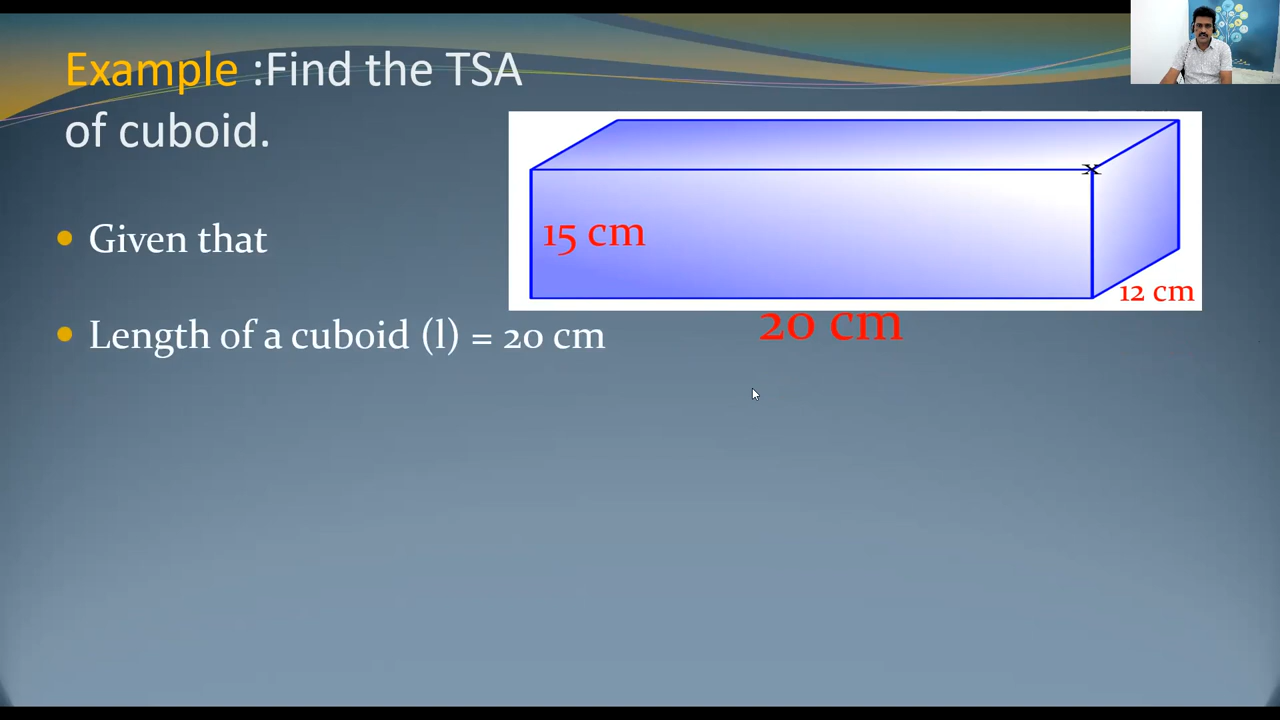 Example :Find the TSA
of cuboid.
x
15 cm
Given that
12 cm
20 cm
Length of a cuboid (l) = 20 cm